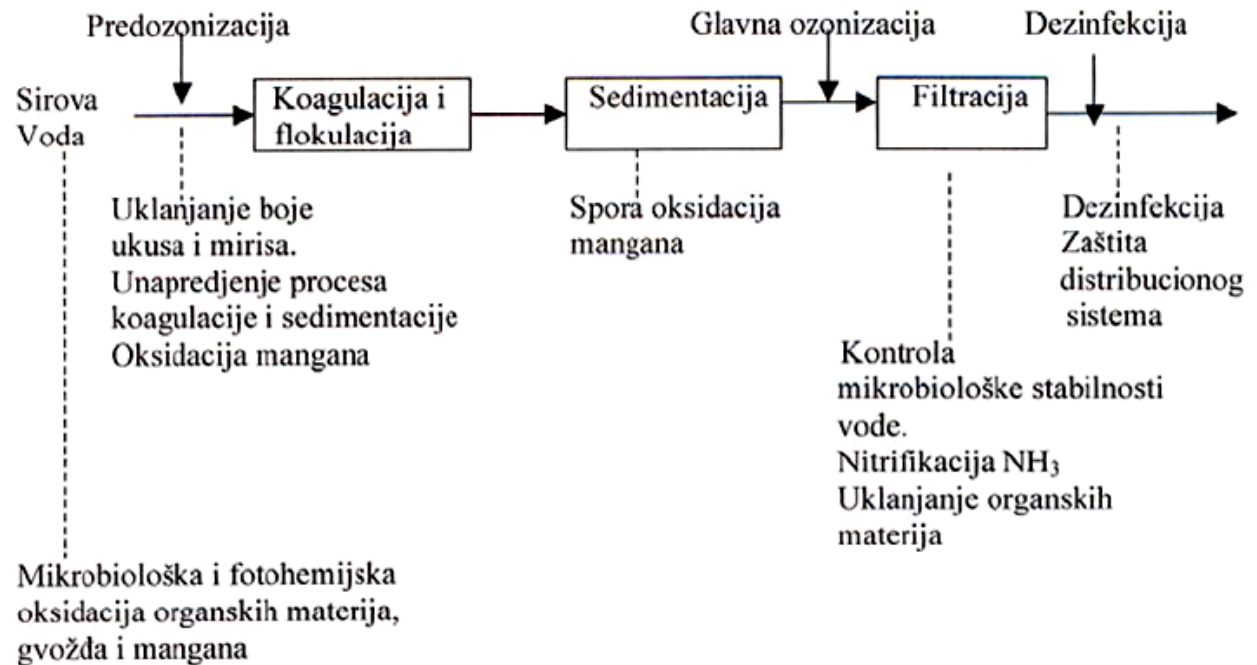 Predozonizacija
Glavna ozonizacija
Dezinfekcija
Sirova
Voda
Koagulacija i
flokulacija
Sedimentacija
Filtracija
Uklanjanje boje
ukusa i mirisa.
Unapredjenje procesa
koagulacije i sedimentacije
Oksidacija mangana
Spora oksidacija
mangana
Dezinfekcija
Zaštita
distribucionog
sistema
Kontrola
mikrobiološke stabilnosti
vode.
Nitrifikacija NH₃
Uklanjanje organskih
materija
Mikrobiološka i fotohemijska
oksidacija organskih materija,
gvožđa i mangana